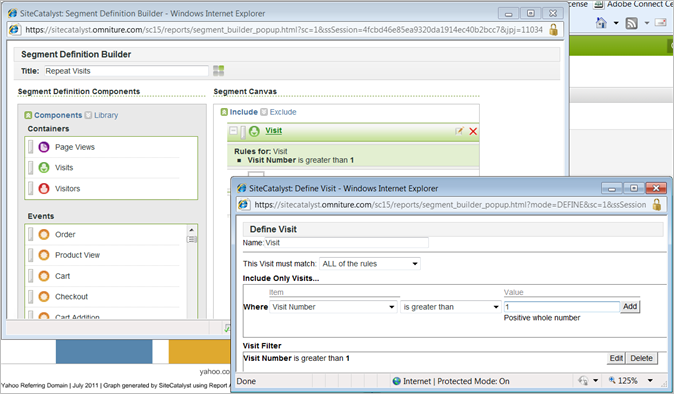 SiteCatalyst: Segment Definition Builder - Windows Internet Explorer
https://sitecatalyst.omniture.com/sc15/reports/segment_builder_popup.html?sc=1&ssSession=4fcbd46e85ea9320da1914ec40b2bcc7&jpj=11034
Adobe Connect Ce
Segment Definition Builder
Title: Repeat Visits
Segment Definition Components
Segment Canvas
Components Library
Include Exclude
Containers
Page Views
Visits
Visitors
Visit
Rules for: Visit
Visit Number is greater than 1
Events
Order
Product View
Cart
Checkout
Cart Addition
SiteCatalyst: Define Visit - Windows Internet Explorer
https://sitecatalyst.omniture.com/sc15/reports/segment_builder_popup.html?mode=DEFINE&sc=1&ssSession
Define Visit
Name: Visit
This Visit must match: ALL of the rules
Include Only Visits...
Item Value
Where Visit Number is greater than 1 Add
Positive whole number
Visit Filter
Visit Number is greater than 1 Edit Delete
Done Internet | Protected Mode: On 125%
yahoo.co
Yahoo Referring Domain | July 2011 | Graph generated by SiteCatalyst using Report A